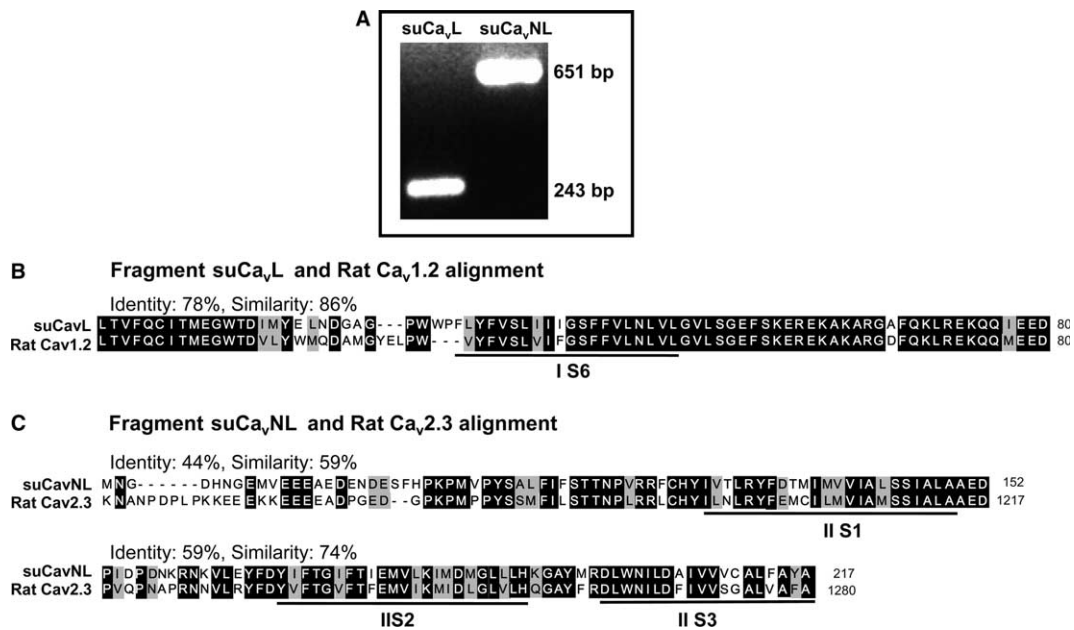 A
suCavL suCavNL
651 bp
243 bp
B Fragment suCavL and Rat Cav1.2 alignment
Identity: 78%, Similarity: 86%
suCavL LTVFQCITMEGWTDIMYELNDGAG---PWWPFLYFVSLIIIGSFFVLNLVLGVLSGEFSKEREKAKARGAFQKLREKQQIEED 80
Rat Cav1.2 LTVFQCITMEGWTDVLYWMQDAMGYELPW---VYFVSLVIFGSFFVLNLVLGVLSGEFSKEREKAKARGDFQKLREKQQMEED 80
I S6
C Fragment suCavNL and Rat Cav2.3 alignment
Identity: 44%, Similarity: 59%
suCavNL MNG------DHNGEMVEEEAEDENDESFHPKPMVPYSALFIFSTTNPVRRFCHYIVTLRYFDTMIMVVIALSSIALAAED 152
Rat Cav2.3 KNANPDPLPKKEEEKKEEEEADPGED--GPKPMPPYSSMFILSTTNPLRRLCHYILNLRYFEMCILMVIAMSSIALAAED 1217
II S1
Identity: 59%, Similarity: 74%
suCavNL PIDPDNKRNKVLEYFDYIFTGIFTIEMVLKIMDMGLLLHKGAYMRDLWNILDAIVVVCALFAYA 217
Rat Cav2.3 PVQPNAPRNNVLRYFDYVFTGVFTFEMVIKMIDLGLVLHQGAYFRDLWNILDFIVVSGALVAFA 1280
IIS2 II S3